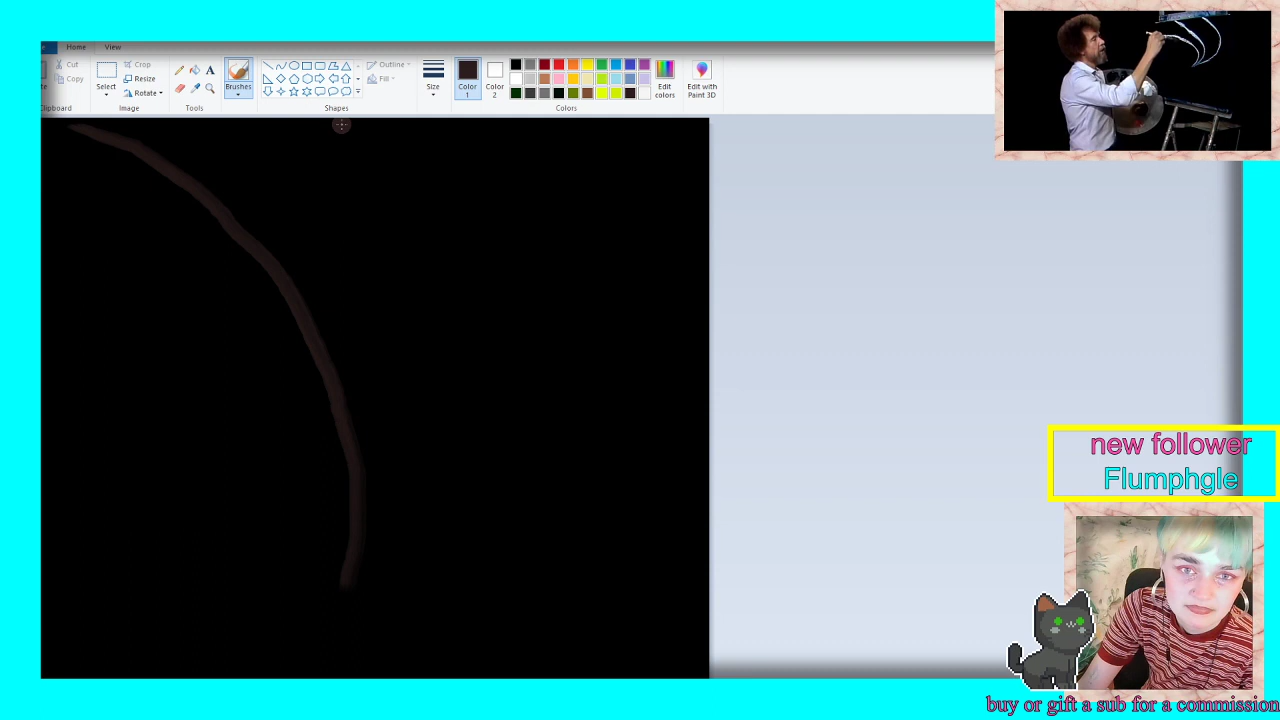 Home View
Cut
Copy
Clipboard
Select
Crop
Resize
Rotate
Image
A
Tools
Brushes
Outline
Fill
Shapes
Size
Color
1
Color
2
Edit
colors
Colors
Edit with
Paint 3D
new follower
Flumphgle
buy or gift a sub for a commission